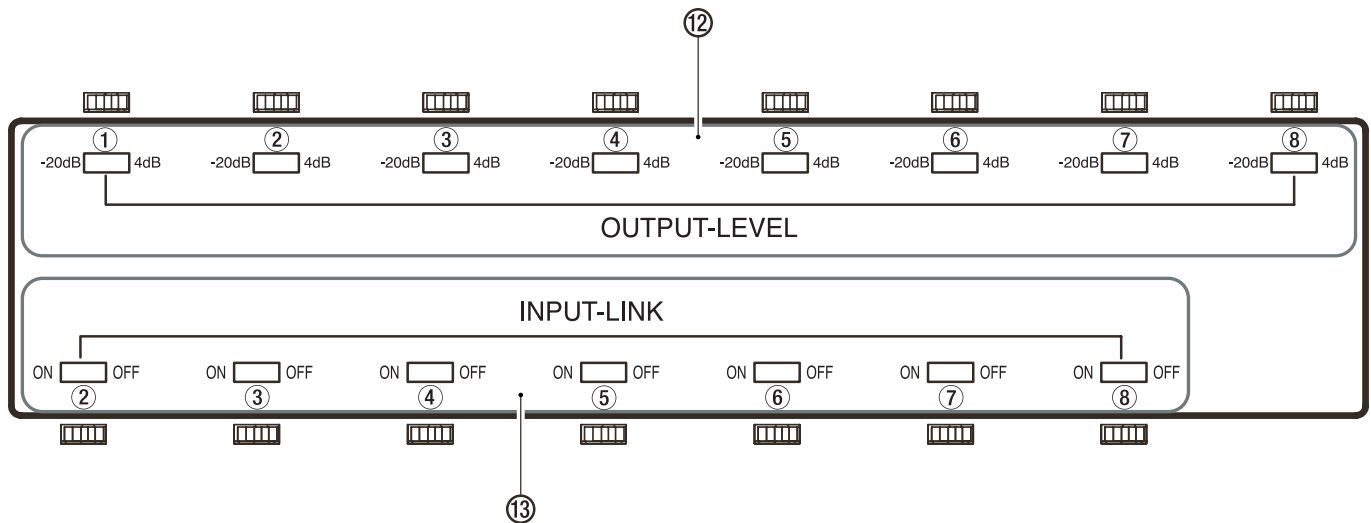 ⑫
① ② ③ ④ ⑤ ⑥ ⑦ ⑧
-20dB 4dB -20dB 4dB -20dB 4dB -20dB 4dB -20dB 4dB -20dB 4dB -20dB 4dB -20dB 4dB
OUTPUT-LEVEL
INPUT-LINK
ON OFF ON OFF ON OFF ON OFF ON OFF ON OFF ON OFF
② ③ ④ ⑤ ⑥ ⑦ ⑧
⑬